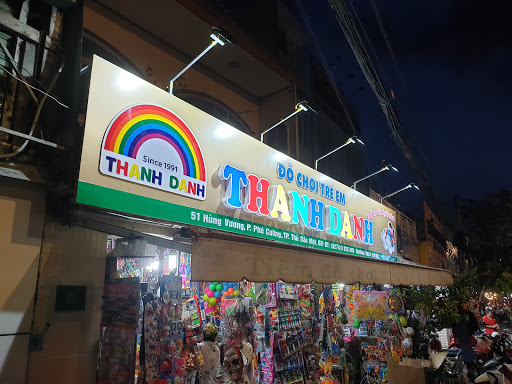 Since 1991
THANH DANH
ĐỒ CHƠI TRẺ EM
THANH DANH
51 Hùng Vương, P. Phú Cường, TP. Thủ Dầu Một, BD